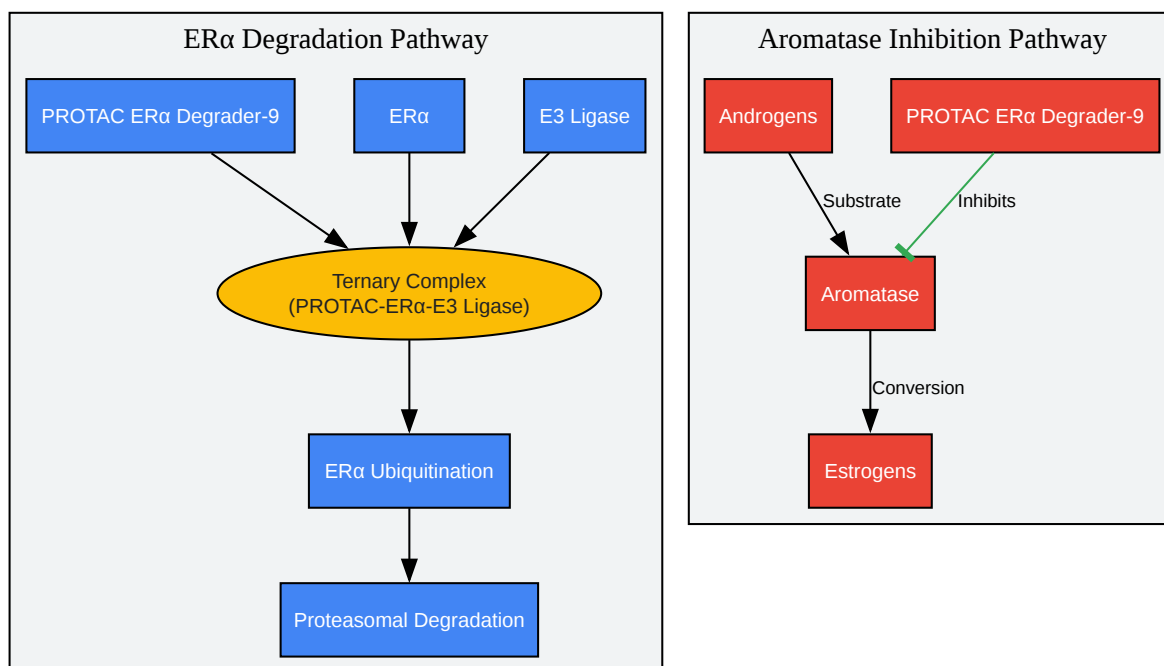 ERα Degradation Pathway
PROTAC ERα Degrader-9
ERα
E3 Ligase
Ternary Complex
(PROTAC-ERα-E3 Ligase)
ERα Ubiquitination
Proteasomal Degradation
Aromatase Inhibition Pathway
Androgens
PROTAC ERα Degrader-9
Substrate
Inhibits
Aromatase
Conversion
Estrogens